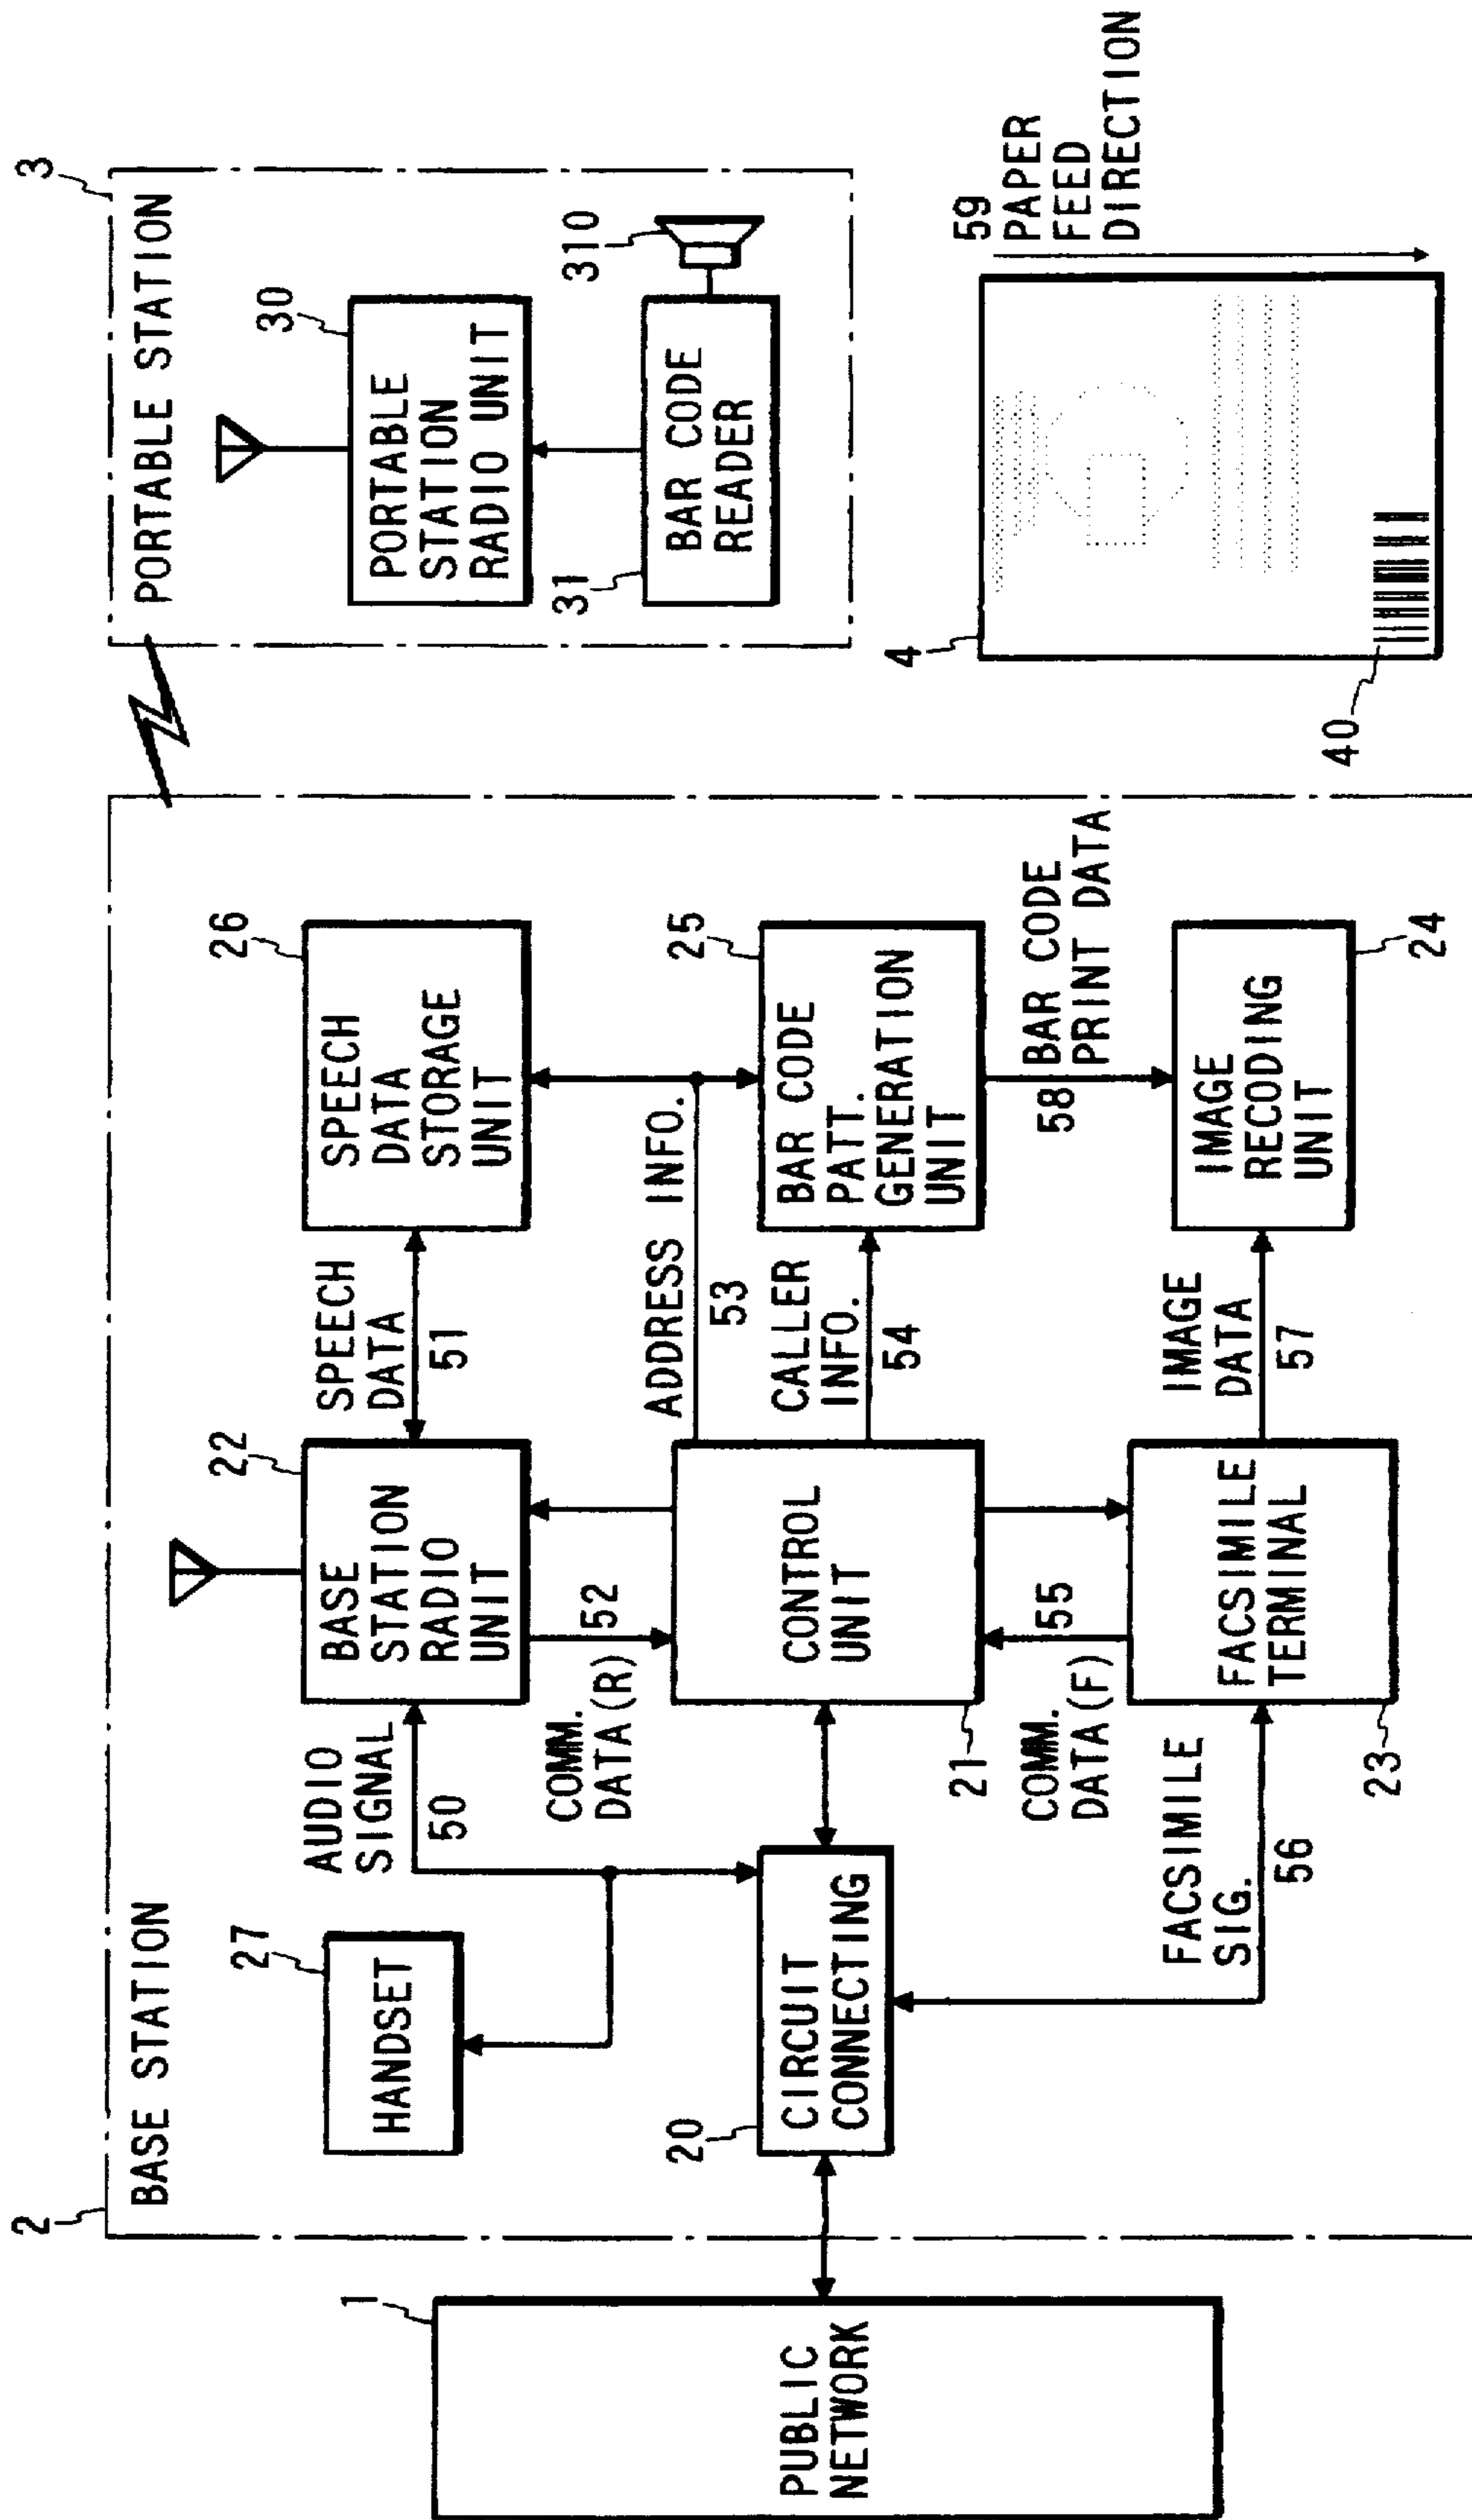 2
BASE STATION
1
PUBLIC
NETWORK
27
HANDSET
20
CIRCUIT
CONNECTING
AUDIO
SIGNAL
50
22
BASE
STATION
RADIO
UNIT
SPEECH
DATA
51
26
SPEECH
DATA
STORAGE
UNIT
COMM.
DATA(R)
52
ADDRESS INFO.
53
CONTROL
UNIT
21
CALLER
INFO.
54
25
BAR CODE
PATT.
GENERATION
UNIT
COMM.
DATA(F)
55
58
BAR CODE
PRINT DATA
FACSIMILE
SIG.
56
FACSIMILE
TERMINAL
23
IMAGE
DATA
57
IMAGE
RECODING
UNIT
24
3
PORTABLE STATION
30
PORTABLE
STATION
RADIO UNIT
31
BAR CODE
READER
310
4
40
59
PAPER
FEED
DIRECTION